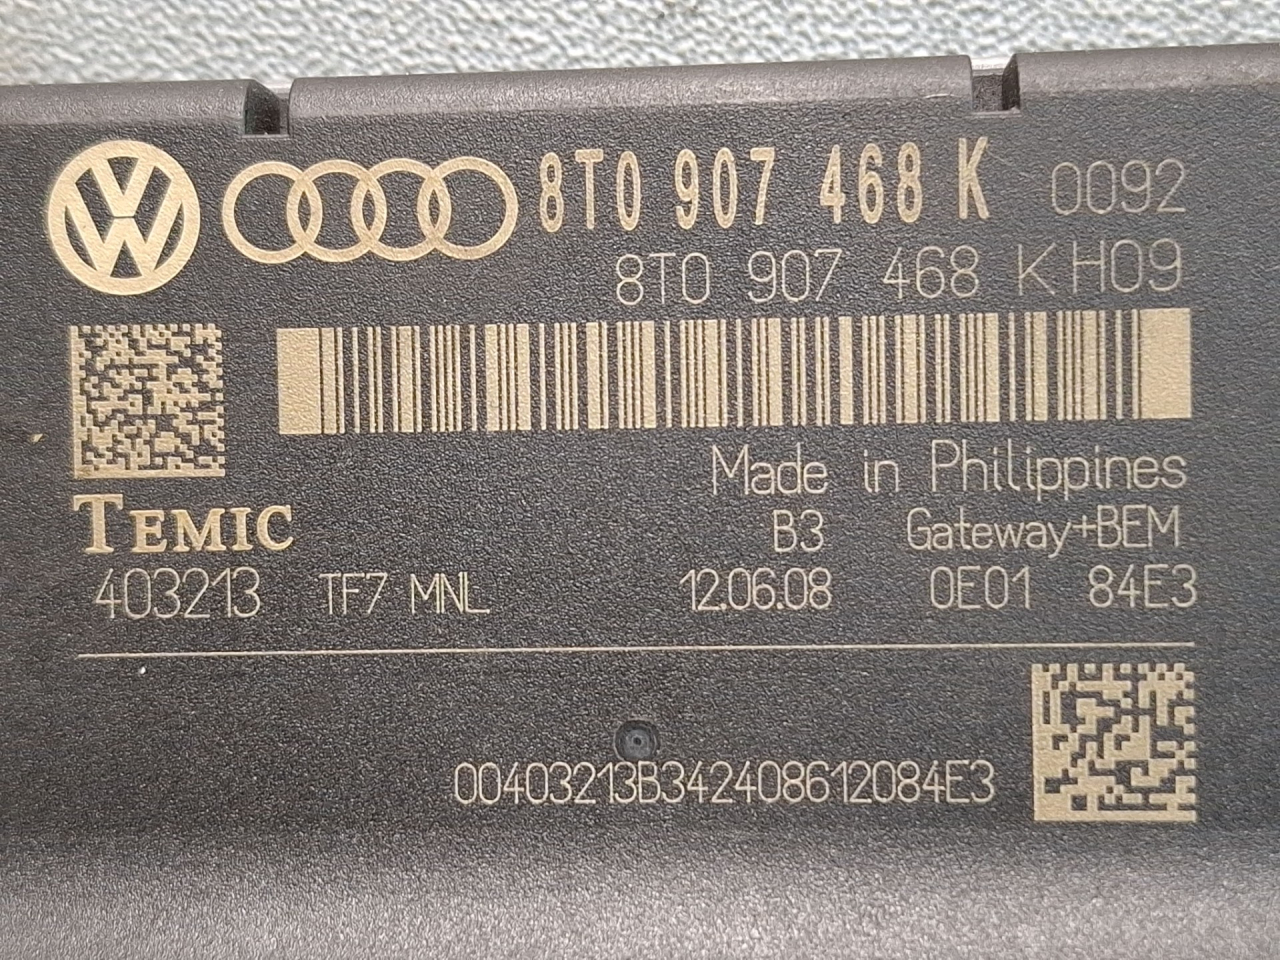 8T0 907 468 K 0092
8T0 907 468 K H09
Made in Philippines
TEMIC B3 Gateway+BEM
403213 TF7 MNL 12.06.08 0E01 84E3
00403213B342408612084E3